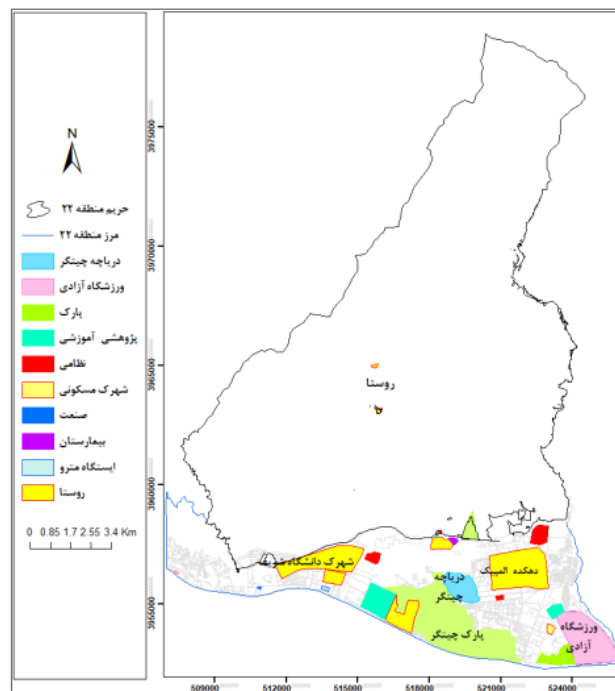 N
حریم منطقه ۲۲
مرز منطقه ۲۲
دریاچه چیتگر
ورزشگاه آزادی
پارک
پژوهشی آموزشی
نظامی
شهرک مسکونی
صنعت
بیمارستان
ایستگاه مترو
روستا
0 0.85 1.7 2.55 3.4 Km
3975000
3970000
3965000
3960000
3955000
روستا
شهرک دانشگاه شریف
دریاچه
چیتگر
دهکده المپیک
پارک چیتگر
ورزشگاه
آزادی
509000 512000 515000 518000 521000 524000